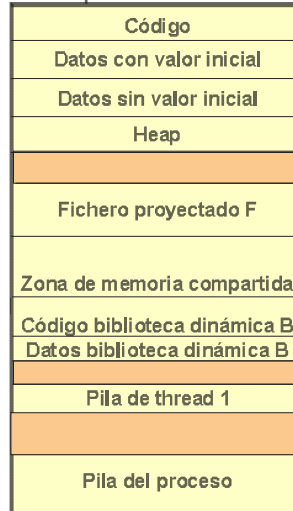 Código
Datos con valor inicial
Datos sin valor inicial
Heap
Fichero proyectado F
Zona de memoria compartida
Código biblioteca dinámica B
Datos biblioteca dinámica B
Pila de thread 1
Pila del proceso